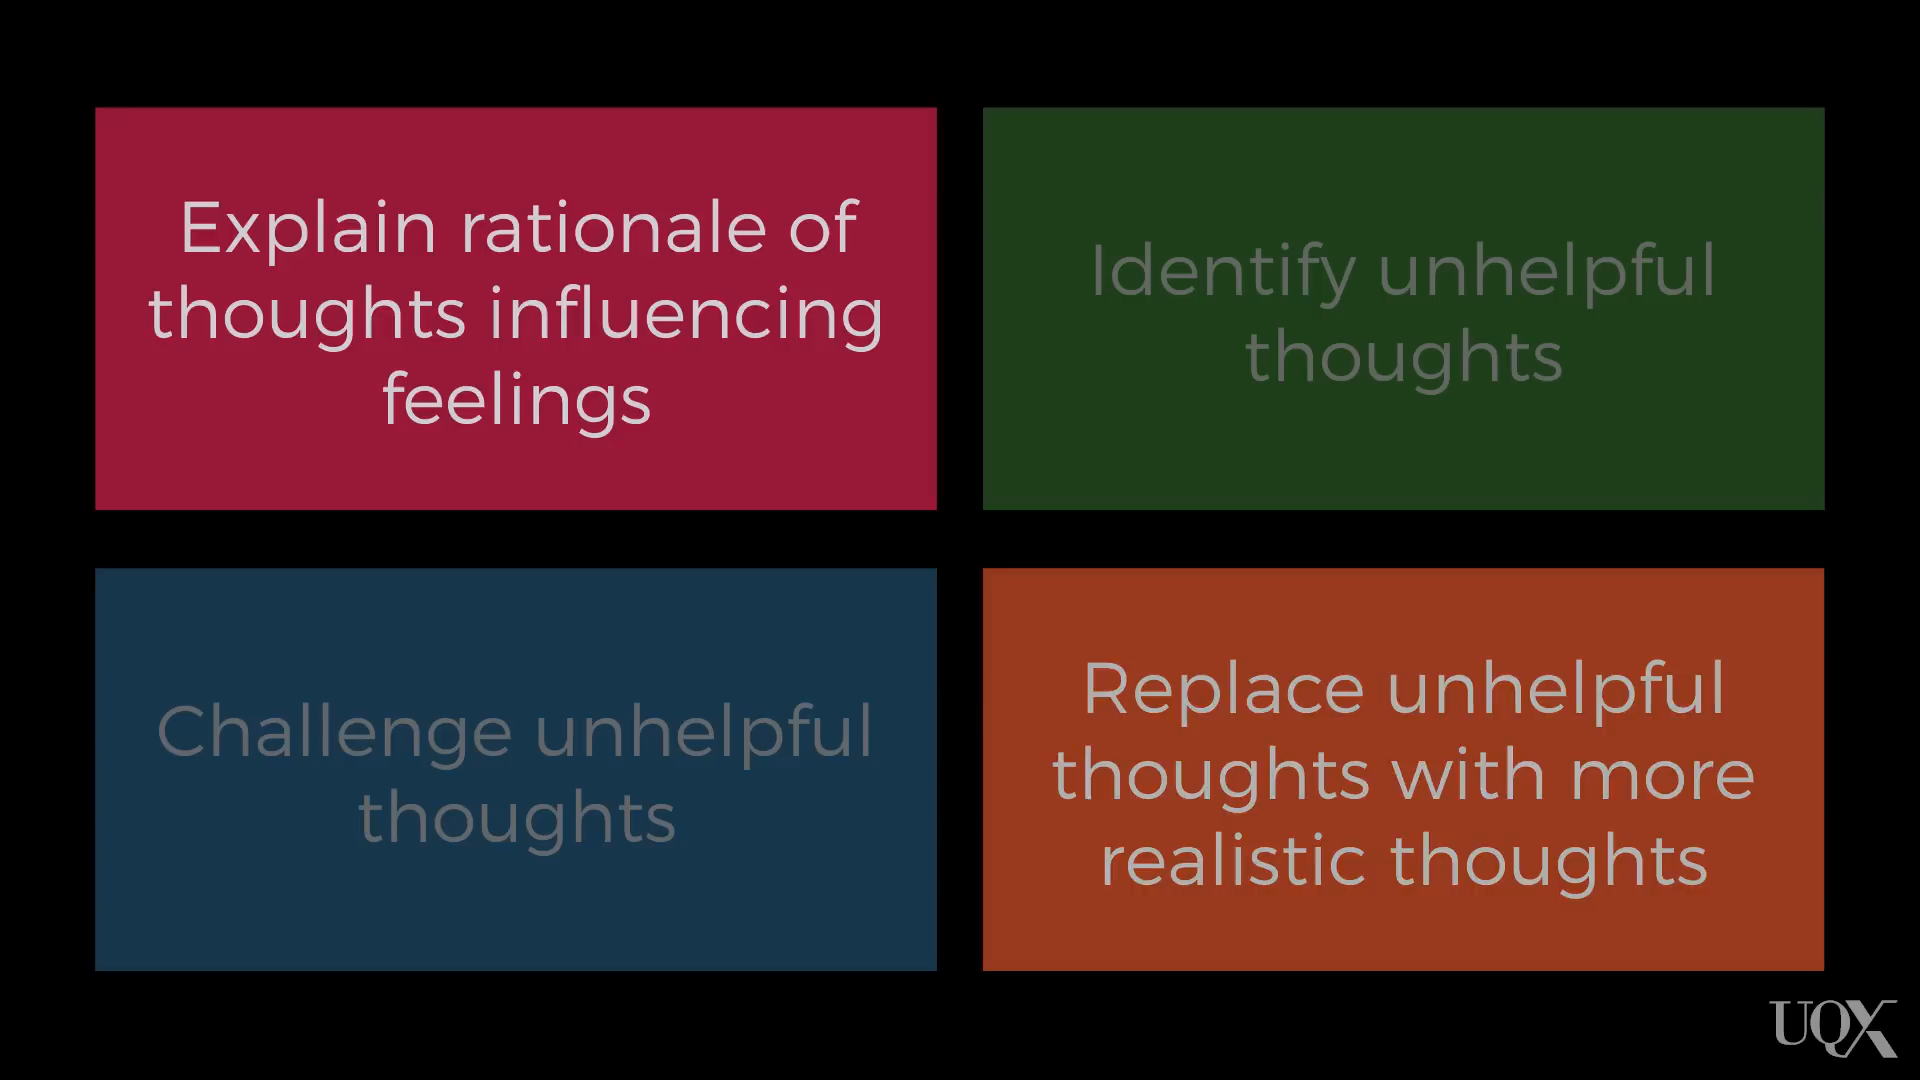 Explain rationale of
thoughts influencing
feelings
Identify unhelpful
thoughts
Challenge unhelpful
thoughts
Replace unhelpful
thoughts with more
realistic thoughts
UQX